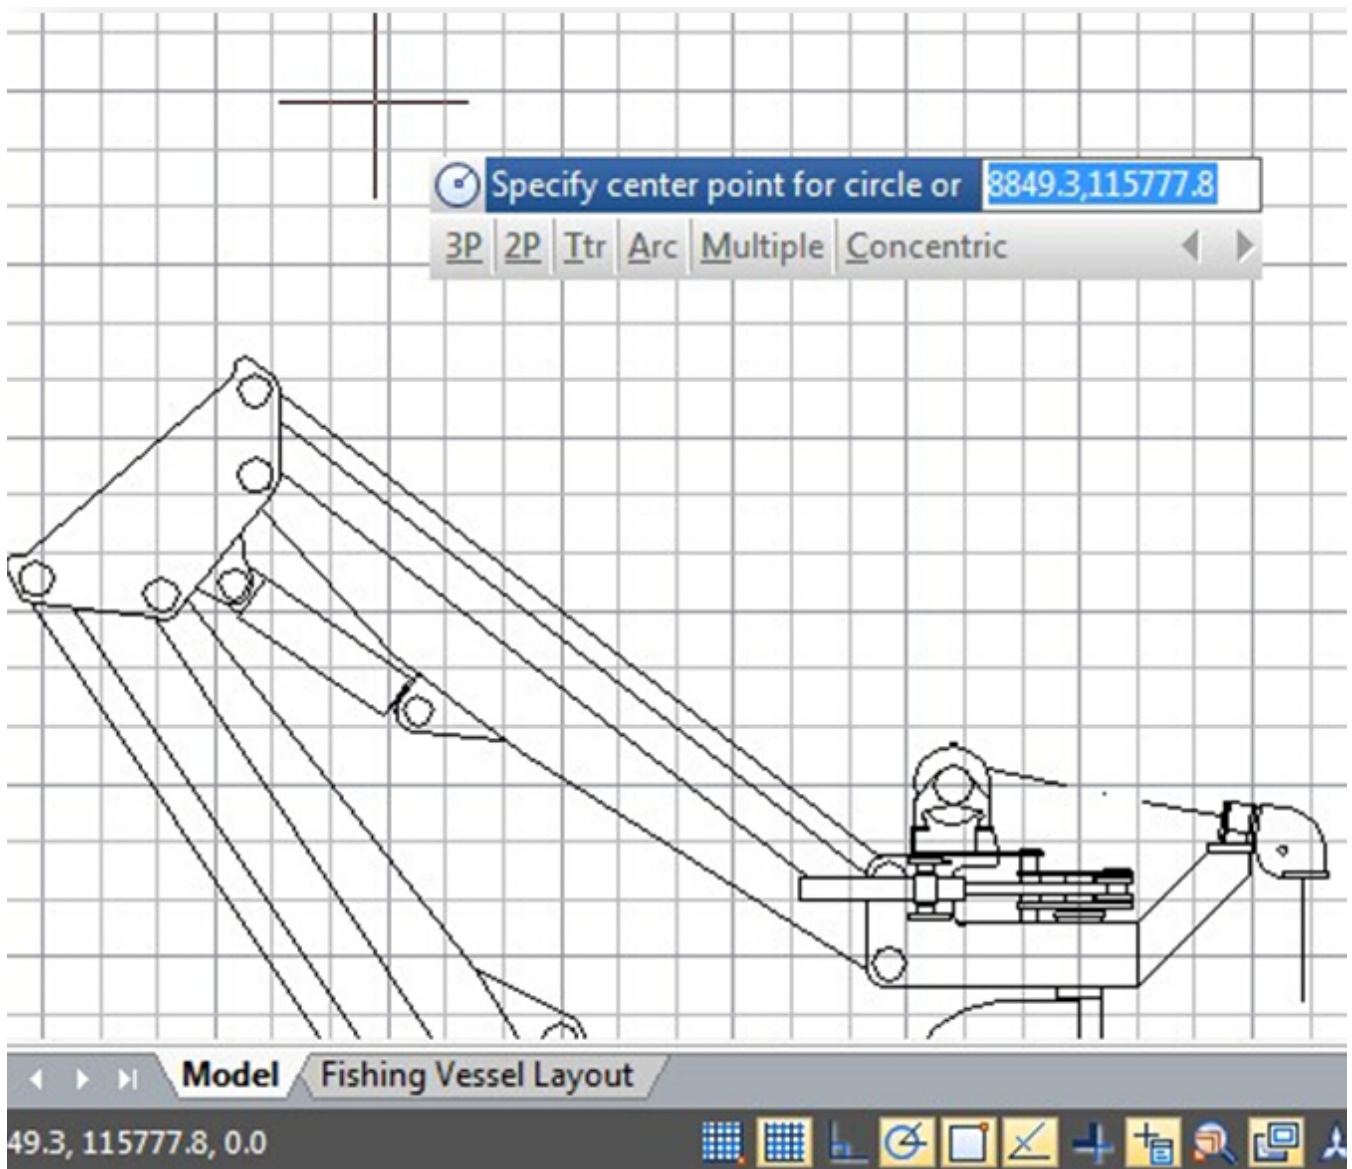 Specify center point for circle or 8849.3,115777.8
3P 2P Ttr Arc Multiple Concentric
Model Fishing Vessel Layout
49.3, 115777.8, 0.0